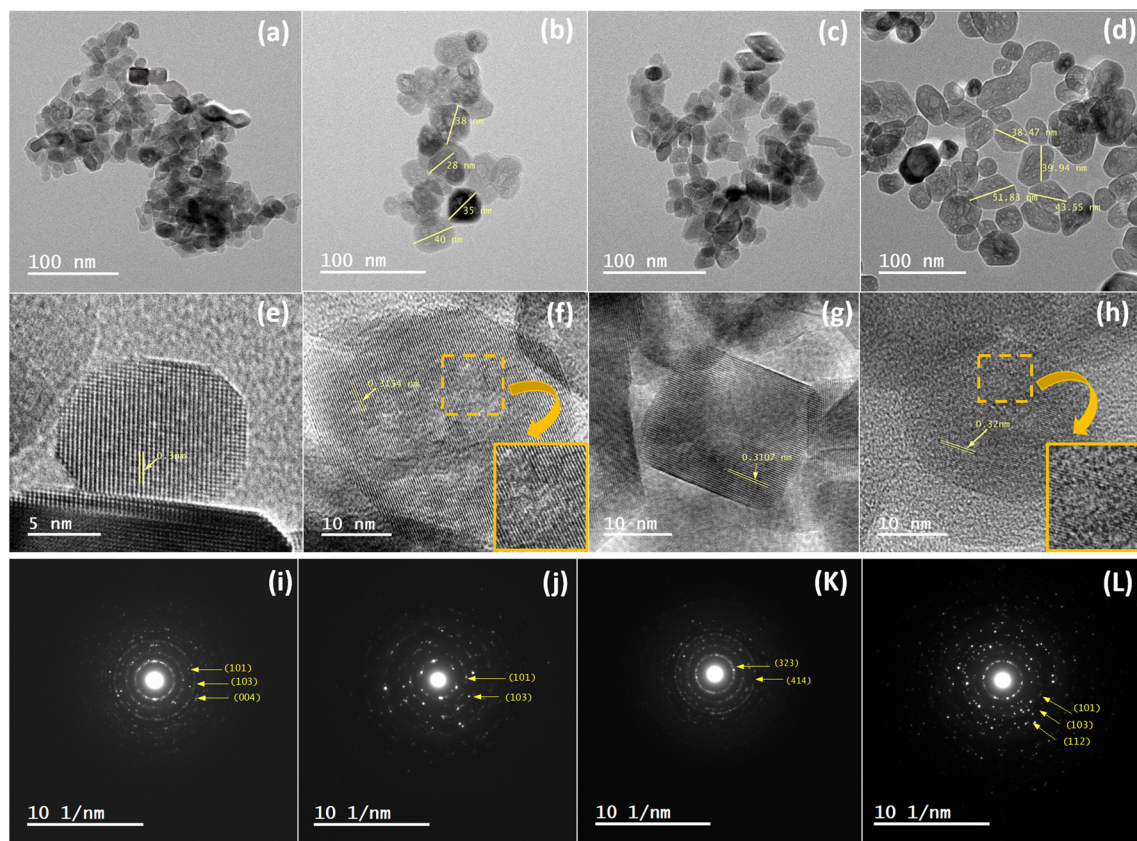 (a)
100 nm
(b)
38 nm
28 nm
35 nm
40 nm
100 nm
(c)
100 nm
(d)
38.47 nm
39.94 nm
51.83 nm
43.55 nm
100 nm
(e)
0.3nm
5 nm
(f)
0.3154 nm
10 nm
(g)
0.3107 nm
10 nm
(h)
0.32nm
10 nm
(i)
(101)
(103)
(004)
10 1/nm
(j)
(101)
(103)
10 1/nm
(K)
(323)
(414)
10 1/nm
(L)
(101)
(103)
(112)
10 1/nm